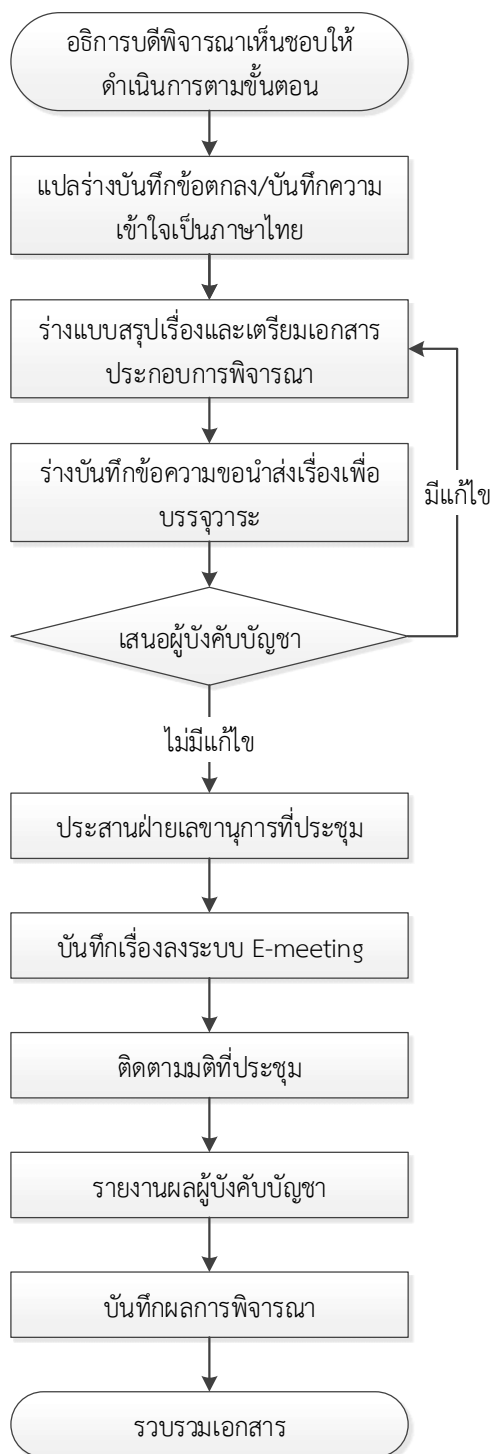 อธิการบดีพิจารณาเห็นชอบให้
ดำเนินการตามขั้นตอน
แปลร่างบันทึกข้อตกลง/บันทึกความ
เข้าใจเป็นภาษาไทย
ร่างแบบสรุปเรื่องและเตรียมเอกสาร
ประกอบการพิจารณา
ร่างบันทึกข้อความขอนำส่งเรื่องเพื่อ
บรรจุวาระ
มีแก้ไข
เสนอผู้บังคับบัญชา
ไม่มีแก้ไข
ประสานฝ่ายเลขานุการที่ประชุม
บันทึกเรื่องลงระบบ E-meeting
ติดตามมติที่ประชุม
รายงานผลผู้บังคับบัญชา
บันทึกผลการพิจารณา
รวบรวมเอกสาร